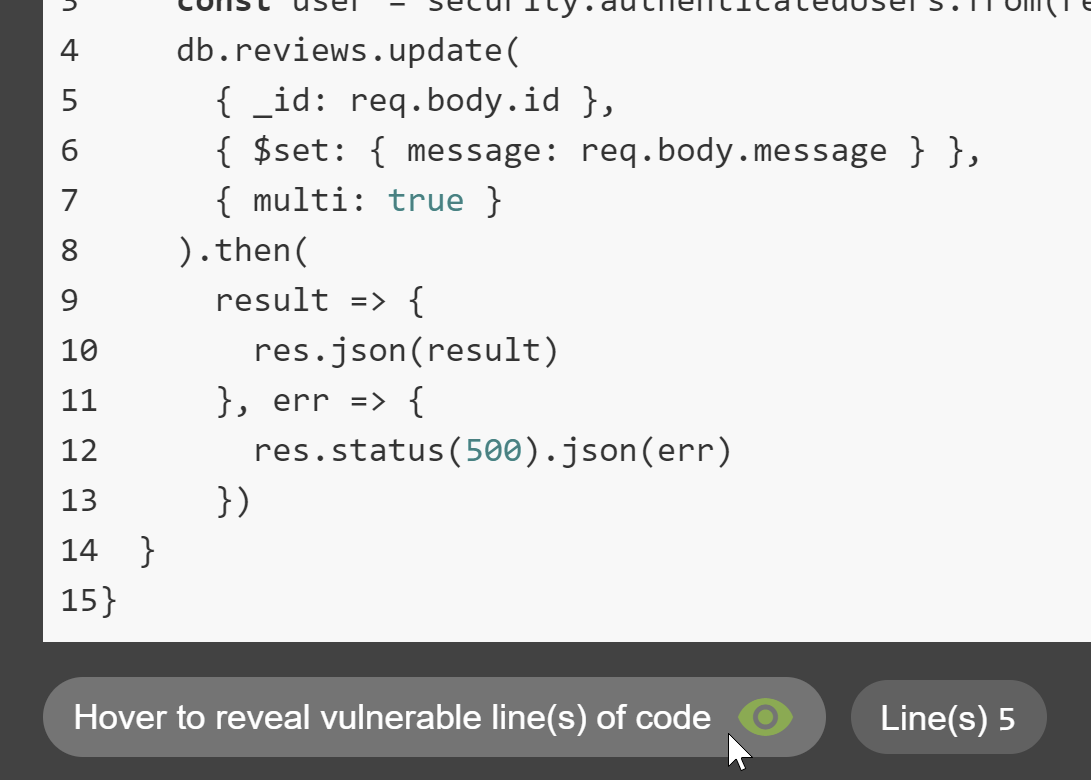 3 const user = security.authenticatedUsers.from(re
4 db.reviews.update(
5 { _id: req.body.id },
6 { $set: { message: req.body.message } },
7 { multi: true }
8 ).then(
9 result => {
10 res.json(result)
11 }, err => {
12 res.status(500).json(err)
13 })
14 }
15}
Hover to reveal vulnerable line(s) of code
Line(s) 5